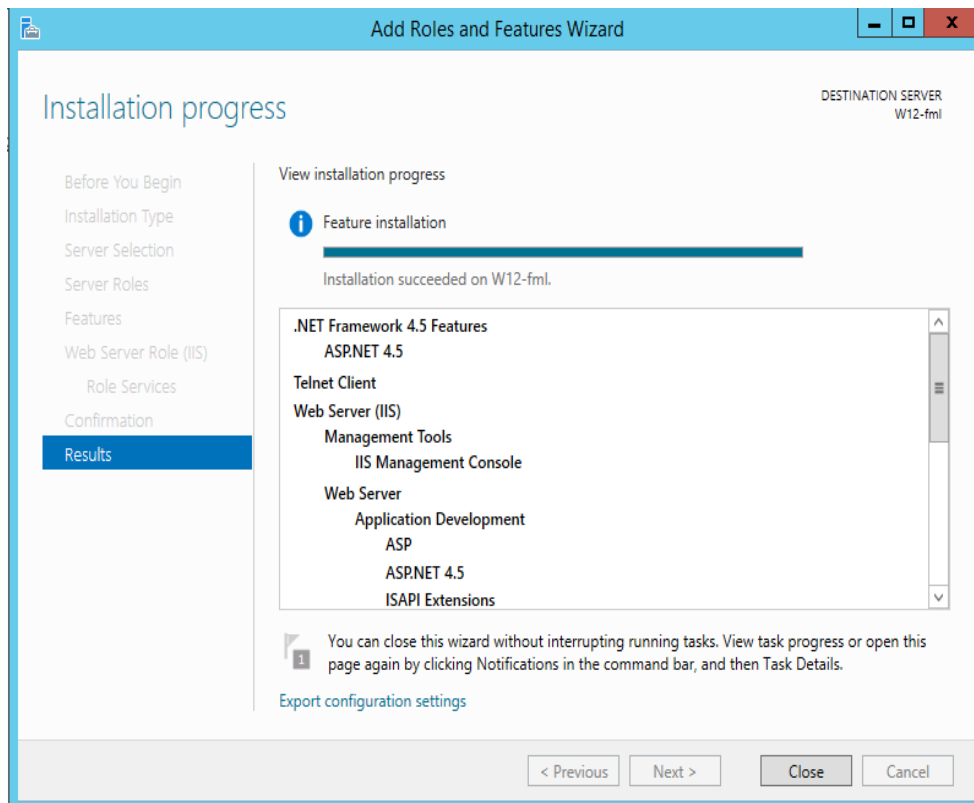 Add Roles and Features Wizard
Installation progress
DESTINATION SERVER
W12-fml
Before You Begin
Installation Type
Server Selection
Server Roles
Features
Web Server Role (IIS)
Role Services
Confirmation
Results
View installation progress
Feature installation
Installation succeeded on W12-fml.
.NET Framework 4.5 Features
ASP.NET 4.5
Telnet Client
Web Server (IIS)
Management Tools
IIS Management Console
Web Server
Application Development
ASP
ASP.NET 4.5
ISAPI Extensions
1
You can close this wizard without interrupting running tasks. View task progress or open this
page again by clicking Notifications in the command bar, and then Task Details.
Export configuration settings
< Previous
Next >
Close
Cancel